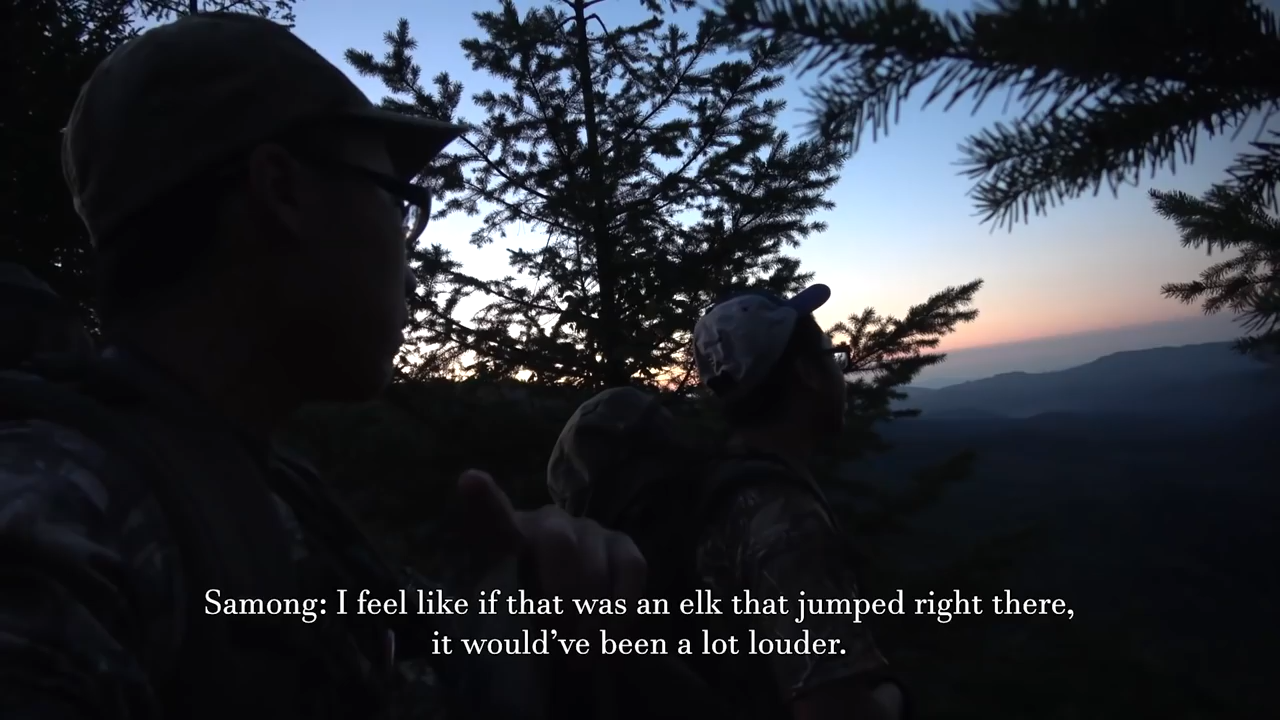 Samong: I feel like if that was an elk that jumped right there,
it would’ve been a lot louder.